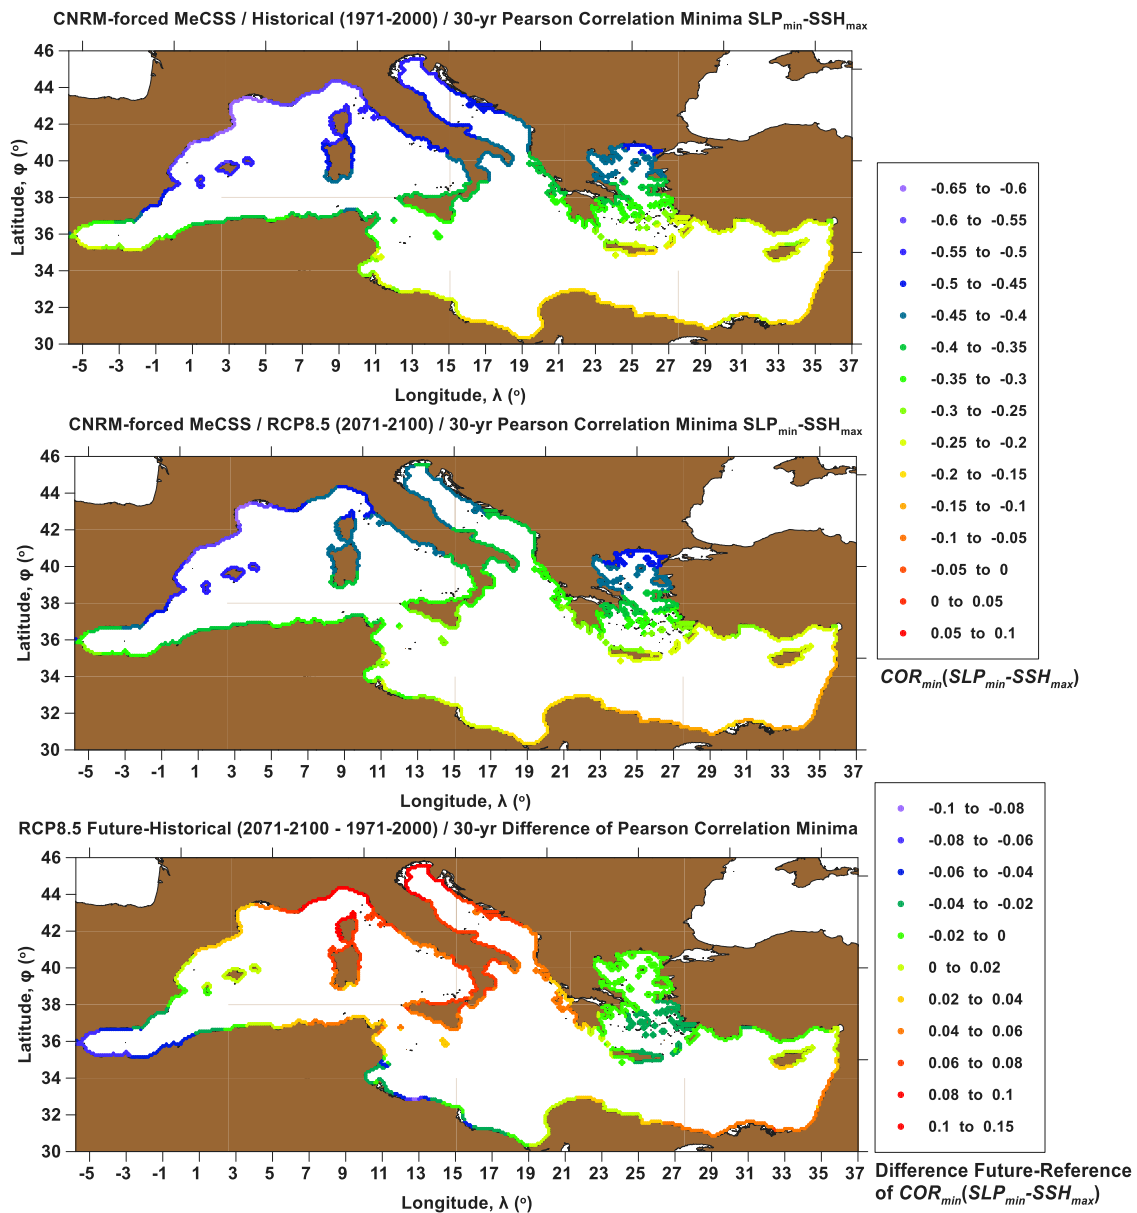 CNRM-forced MeCSS / Historical (1971-2000) / 30-yr Pearson Correlation Minima SLPmin-SSHmax
46
44
42
40
38
36
34
32
30
Latitude, φ (°)
-5 -3 -1 1 3 5 7 9 11 13 15 17 19 21 23 25 27 29 31 33 35 37
Longitude, λ (°)
-0.65 to -0.6
-0.6 to -0.55
-0.55 to -0.5
-0.5 to -0.45
-0.45 to -0.4
-0.4 to -0.35
-0.35 to -0.3
-0.3 to -0.25
-0.25 to -0.2
-0.2 to -0.15
-0.15 to -0.1
-0.1 to -0.05
-0.05 to 0
0 to 0.05
0.05 to 0.1
CORmin(SLPmin-SSHmax)
CNRM-forced MeCSS / RCP8.5 (2071-2100) / 30-yr Pearson Correlation Minima SLPmin-SSHmax
46
44
42
40
38
36
34
32
30
Latitude, φ (°)
-5 -3 -1 1 3 5 7 9 11 13 15 17 19 21 23 25 27 29 31 33 35 37
Longitude, λ (°)
RCP8.5 Future-Historical (2071-2100 - 1971-2000) / 30-yr Difference of Pearson Correlation Minima
46
44
42
40
38
36
34
32
30
Latitude, φ (°)
-5 -3 -1 1 3 5 7 9 11 13 15 17 19 21 23 25 27 29 31 33 35 37
Longitude, λ (°)
-0.1 to -0.08
-0.08 to -0.06
-0.06 to -0.04
-0.04 to -0.02
-0.02 to 0
0 to 0.02
0.02 to 0.04
0.04 to 0.06
0.06 to 0.08
0.08 to 0.1
0.1 to 0.15
Difference Future-Reference
of CORmin(SLPmin-SSHmax)